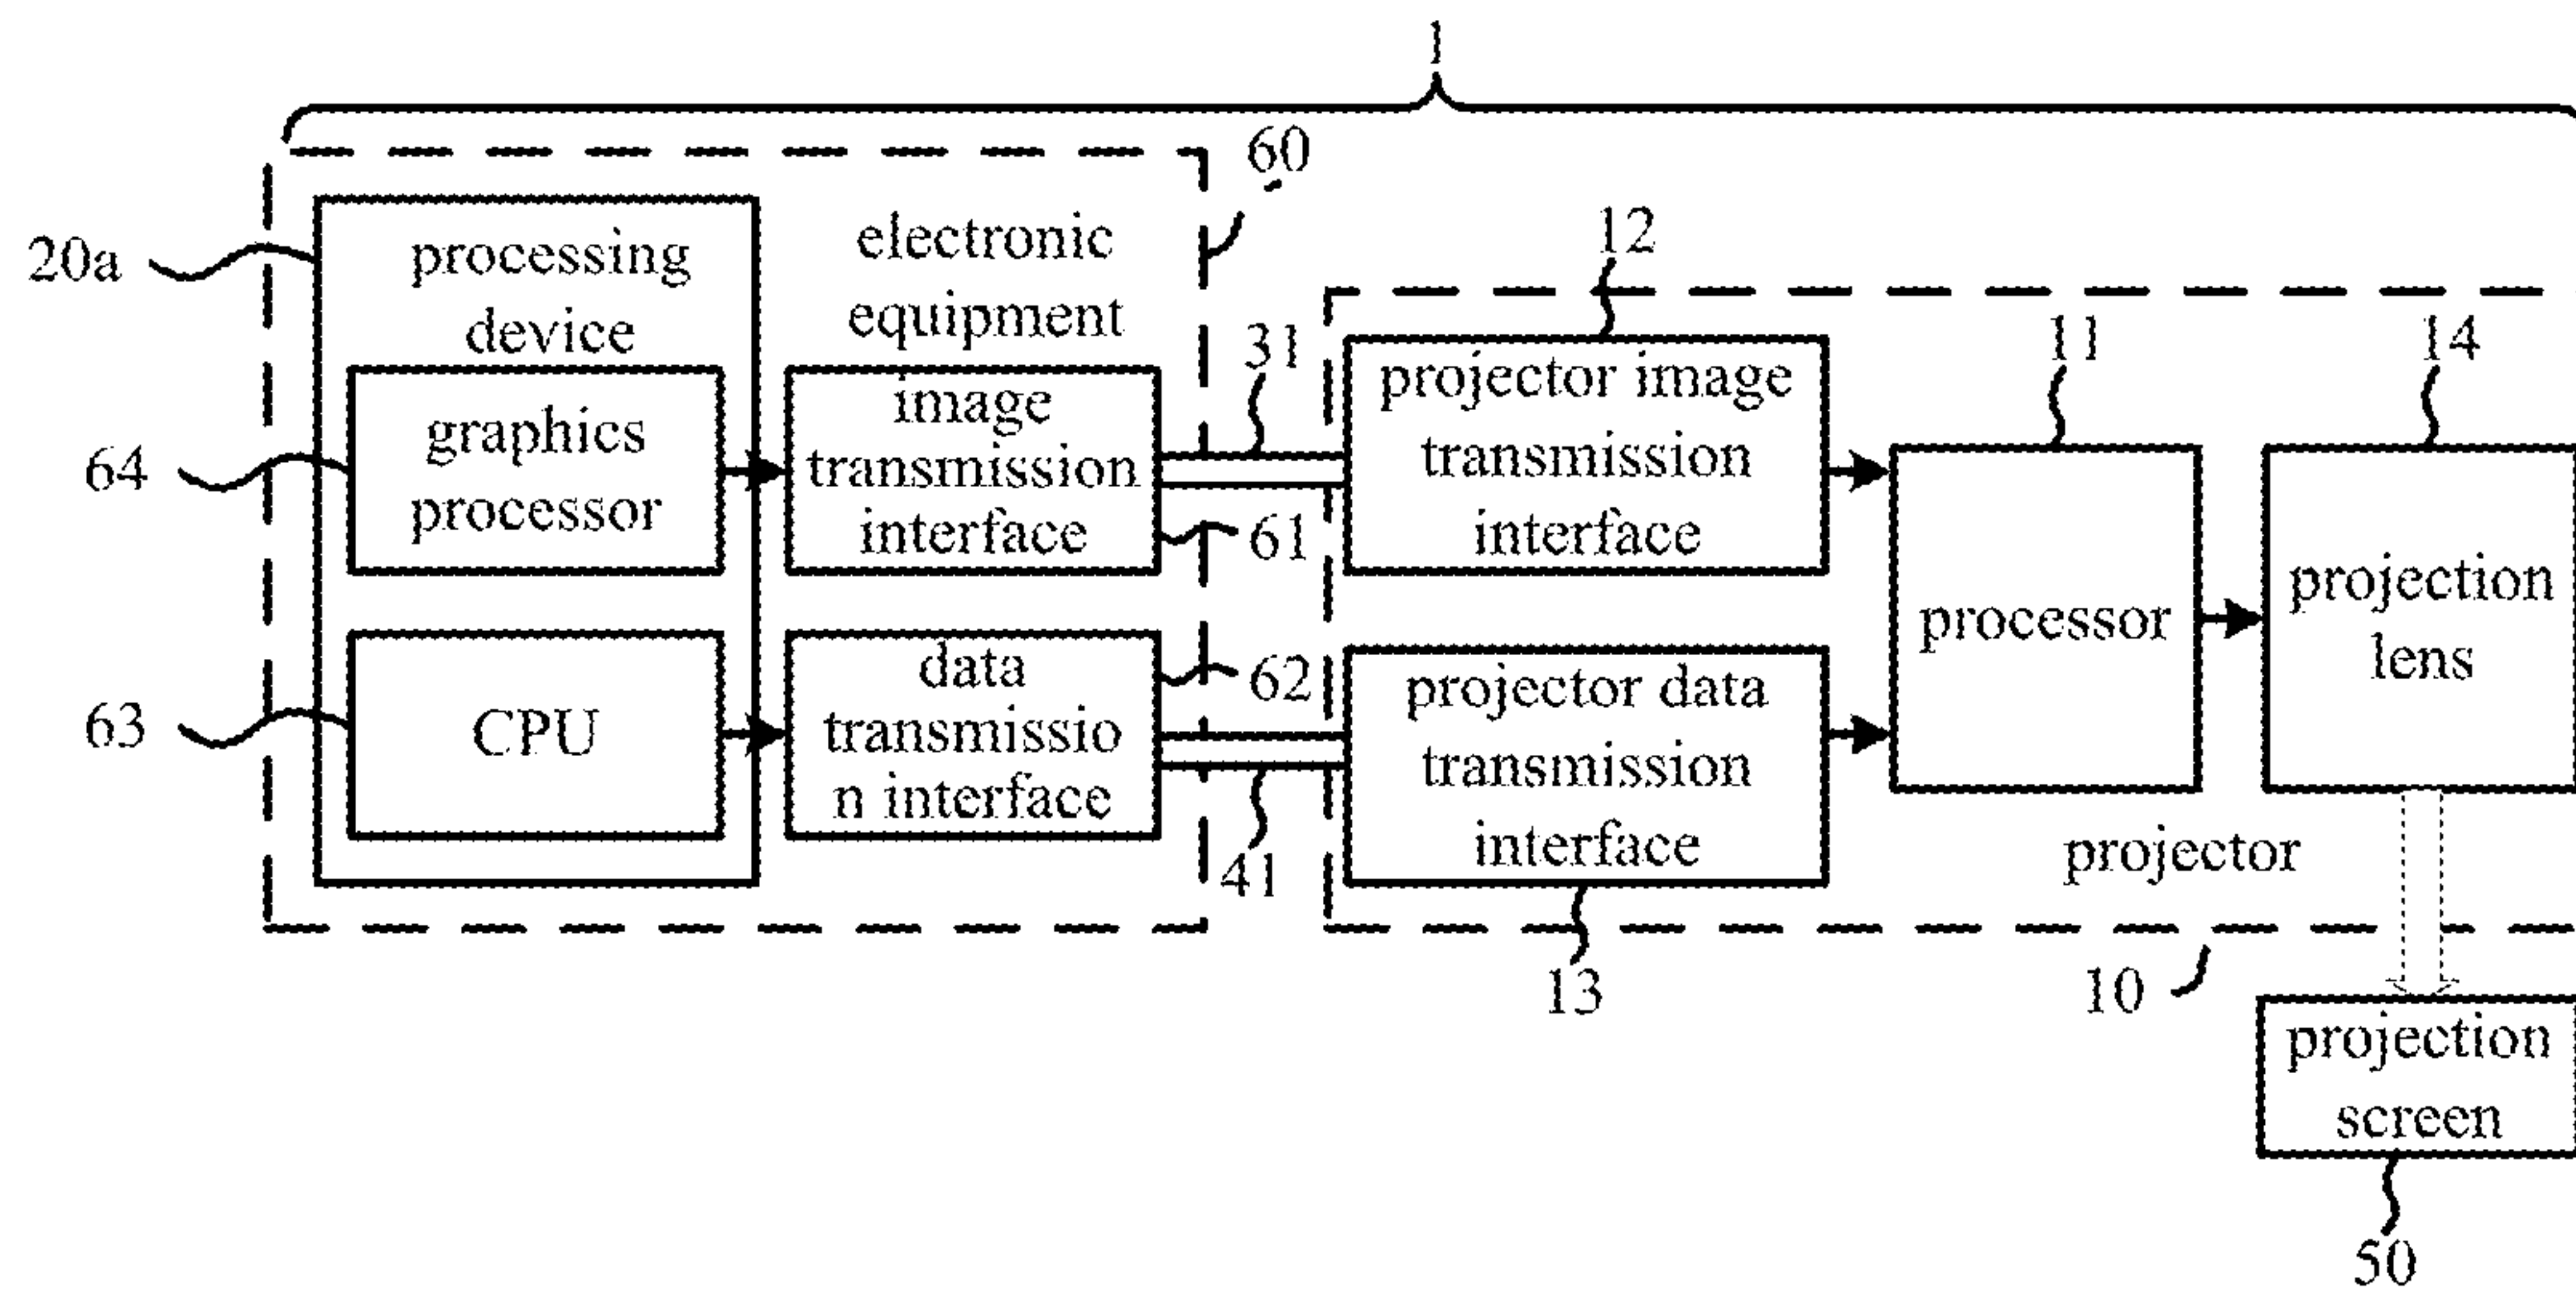 1
60
20a
processing
device
electronic
equipment
12
31
11
14
64
graphics
processor
image
transmission
interface
61
projector image
transmission
interface
processor
projection
lens
63
CPU
data
transmissio
n interface
62
41
projector data
transmission
interface
13
projector
10
projection
screen
50